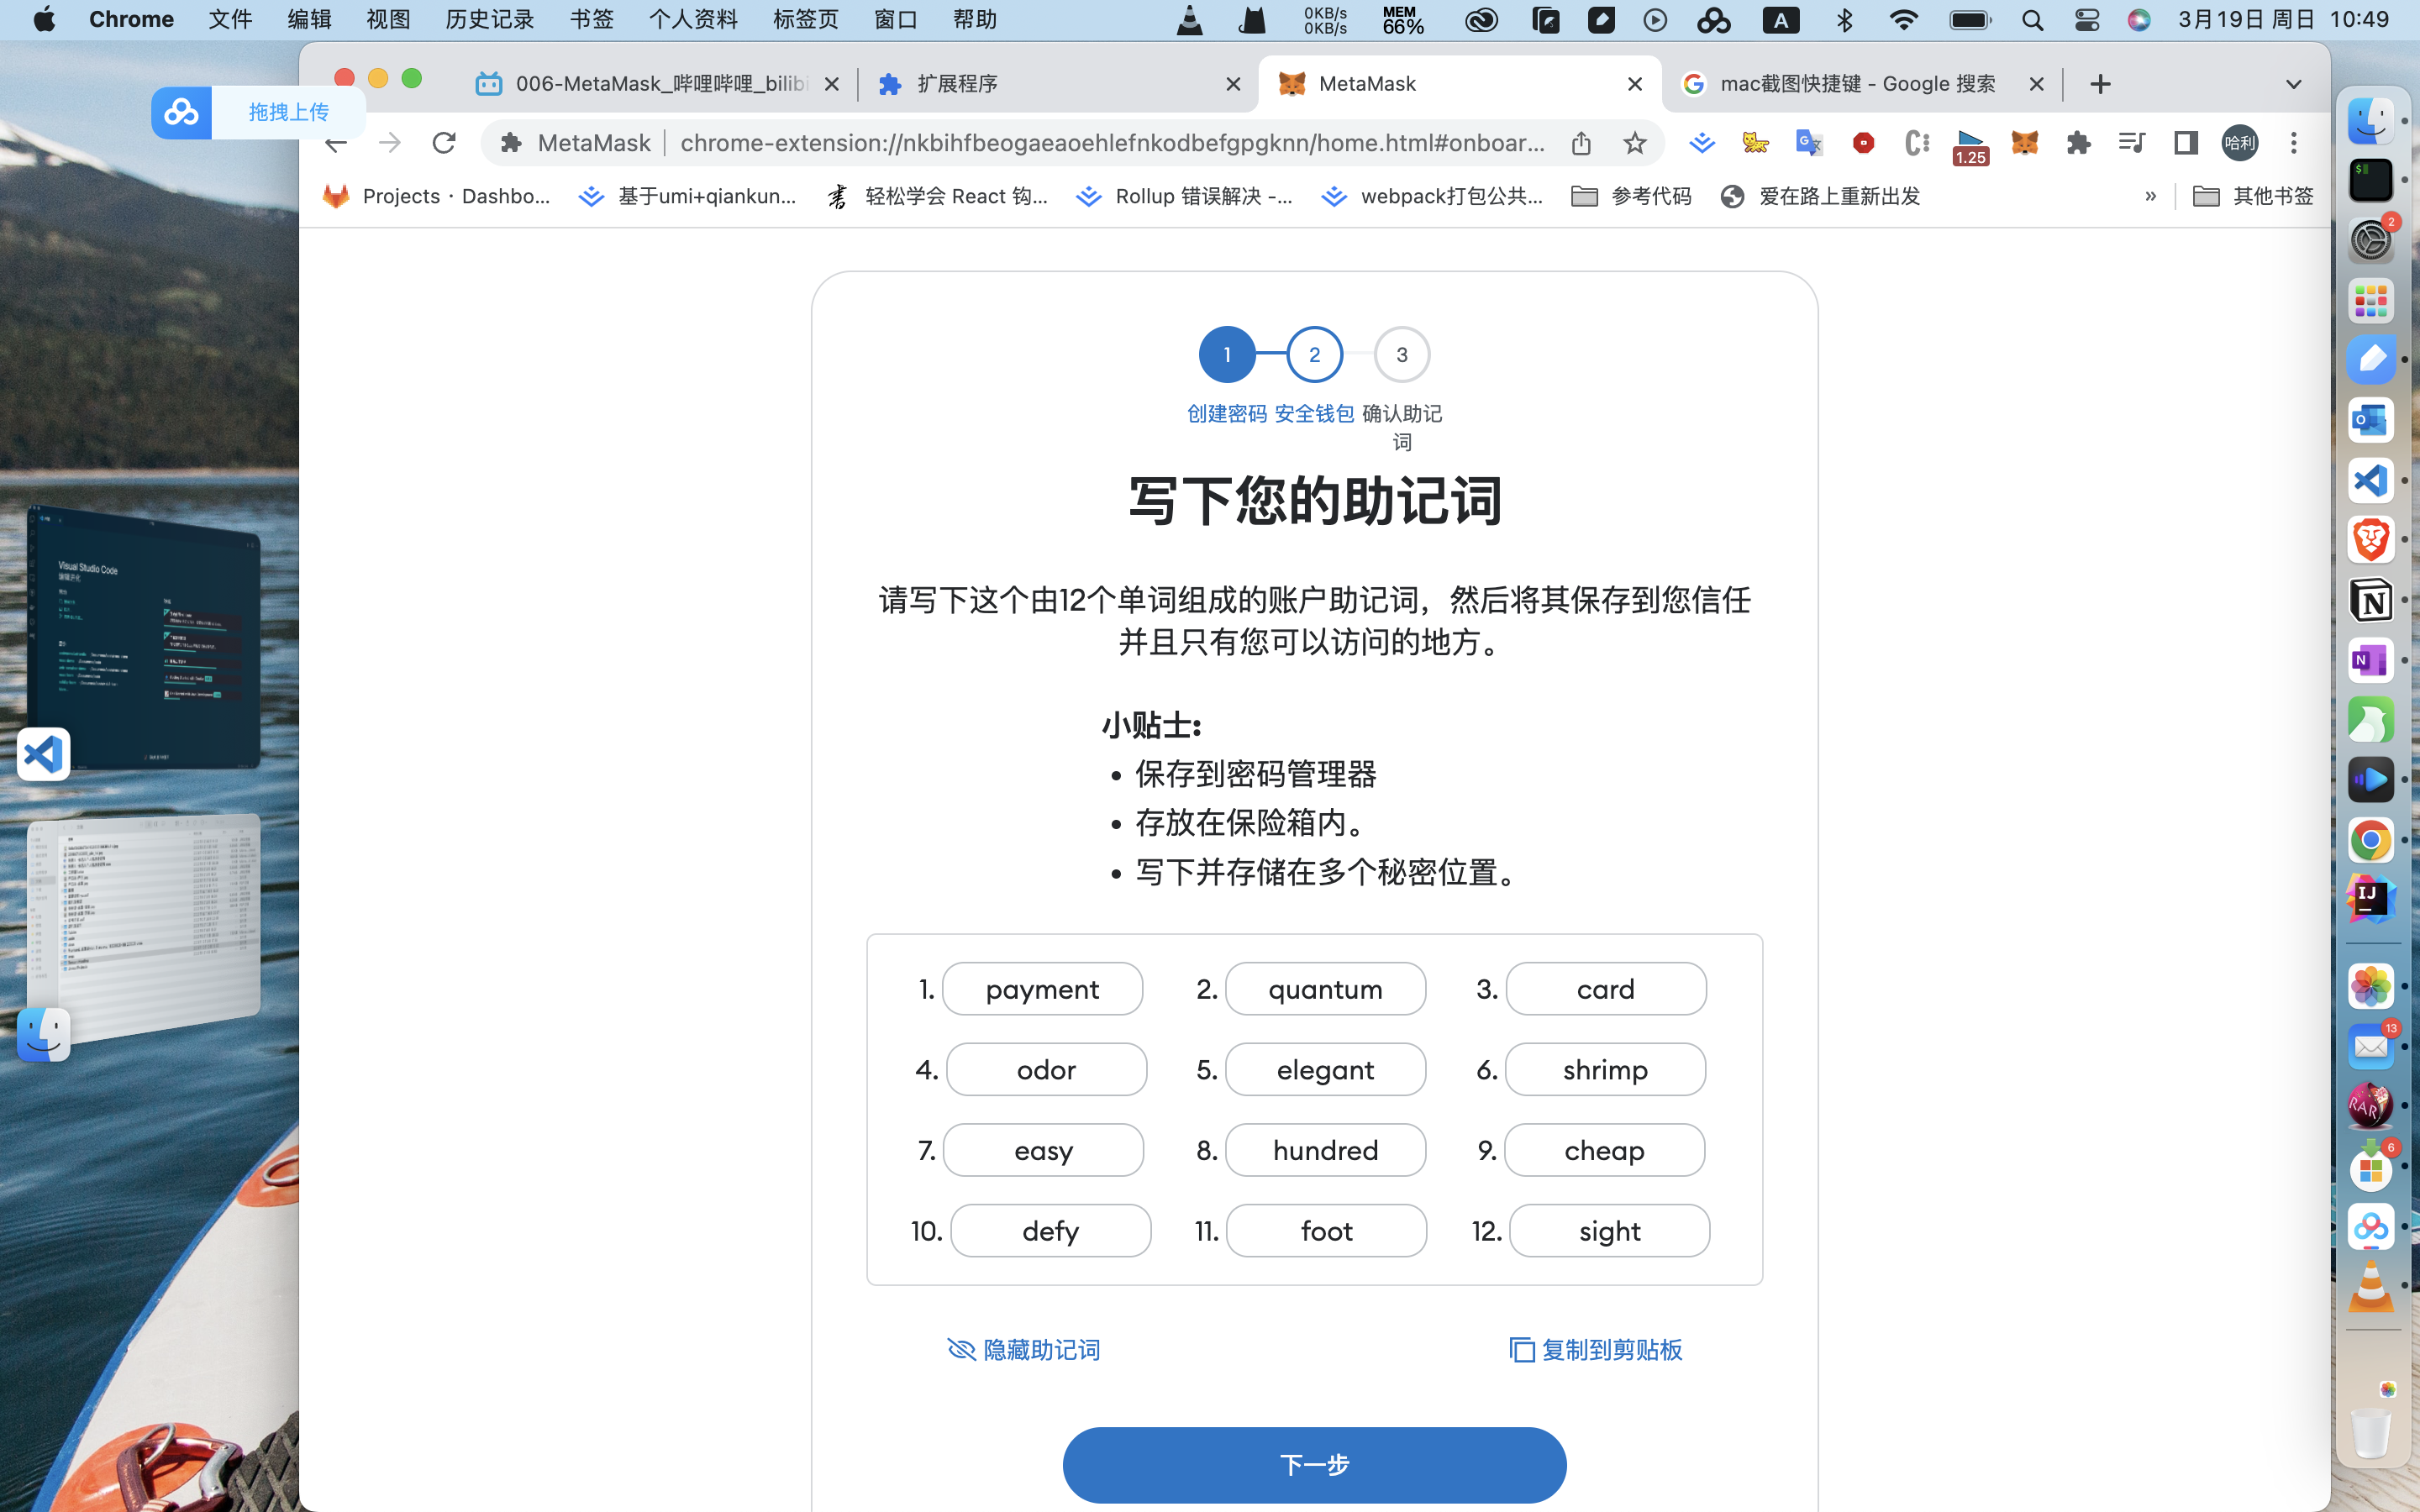 Chrome 文件 编辑 视图 历史记录 书签 个人资料 标签页 窗口 帮助 0KB/s 0KB/s MEM 66% A 3月19日 周日 10:49
拖拽上传
006-MetaMask_哔哩哔哩_bilibi 扩展程序 MetaMask mac截图快捷键 - Google 搜索
MetaMask chrome-extension://nkbihfbeogaeaoehlefnkodbefgpgknn/home.html#onboar... 1.25 哈利
Projects · Dashbo... 基于umi+qiankun... 轻松学会 React 钩... Rollup 错误解决 -... webpack打包公共... 参考代码 爱在路上重新出发 » 其他书签
1 2 3
创建密码 安全钱包 确认助记词
写下您的助记词
请写下这个由12个单词组成的账户助记词，然后将其保存到您信任
并且只有您可以访问的地方。
小贴士:
• 保存到密码管理器
• 存放在保险箱内。
• 写下并存储在多个秘密位置。
1. payment 2. quantum 3. card
4. odor 5. elegant 6. shrimp
7. easy 8. hundred 9. cheap
10. defy 11. foot 12. sight
隐藏助记词 复制到剪贴板
下一步
Visual Studio Code
2
13
RAR
6